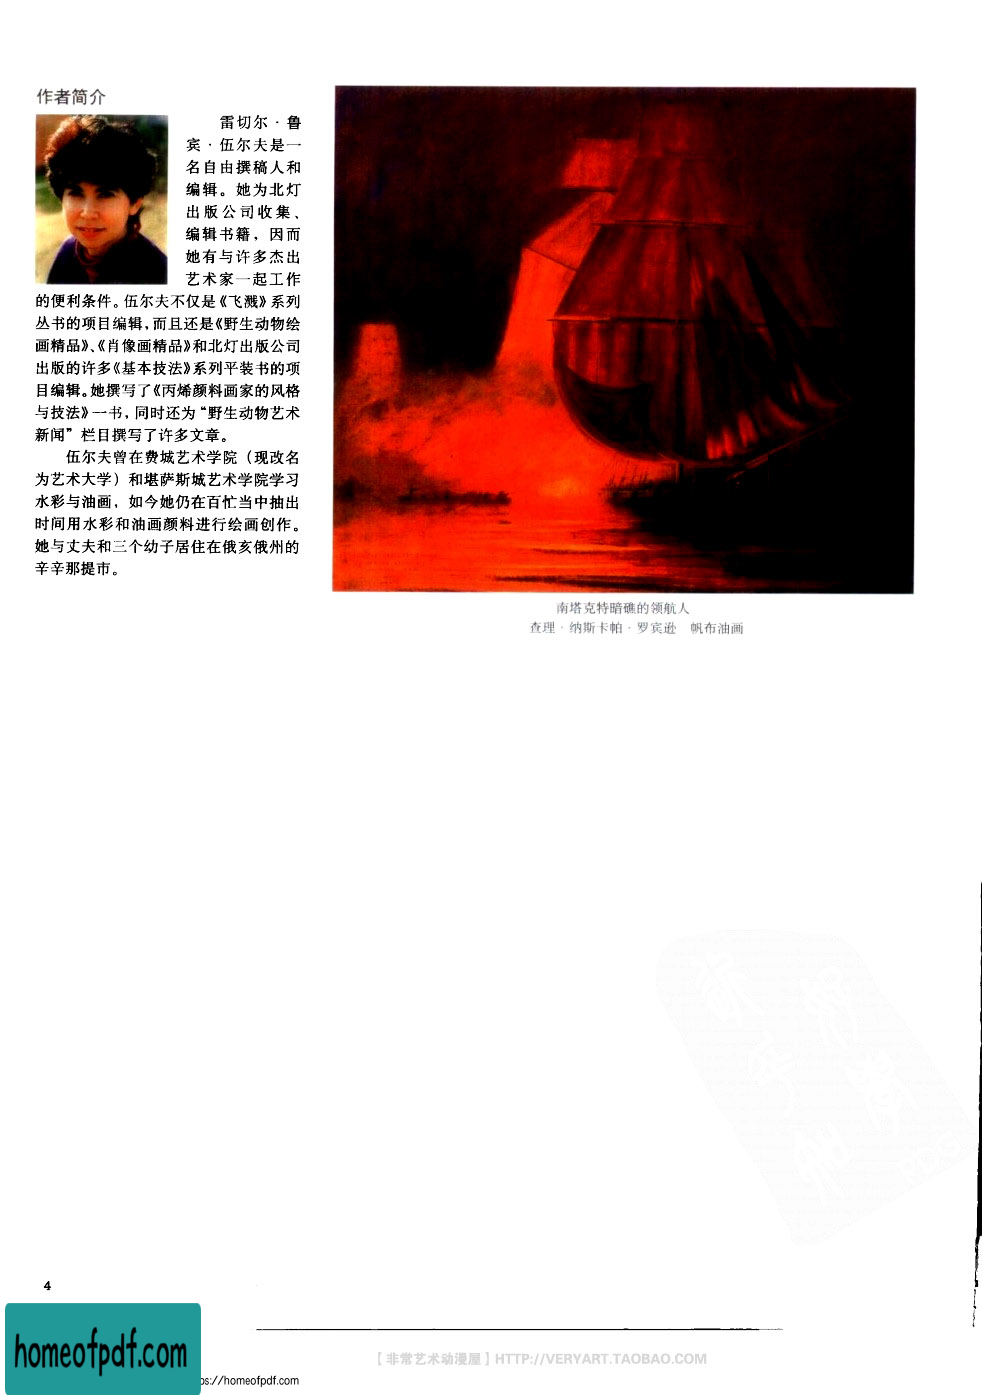 作者简介
雷切尔·鲁
宾·伍尔夫是一
名自由撰稿人和
编辑。她为北灯
出版公司收集、
编辑书籍，因而
她有与许多杰出
艺术家一起工作
的便利条件。伍尔夫不仅是《飞溅》系列
丛书的项目编辑，而且还是《野生动物绘
画精品》、《肖像画精品》和北灯出版公司
出版的许多《基本技法》系列平装书的项
目编辑。她撰写了《丙烯颜料画家的风格
与技法》一书，同时还为“野生动物艺术
新闻”栏目撰写了许多文章。
伍尔夫曾在费城艺术学院（现改名
为艺术大学）和堪萨斯城艺术学院学习
水彩与油画，如今她仍在百忙当中抽出
时间用水彩和油画颜料进行绘画创作。
她与丈夫和三个幼子居住在俄亥俄州的
辛辛那提市。
南塔克特暗礁的领航人
查理·纳斯卡帕·罗宾逊　帆布油画
4
homeofpdf.com
ps://homeofpdf.com
【非常艺术动漫屋】HTTP://VERYART.TAOBAO.COM